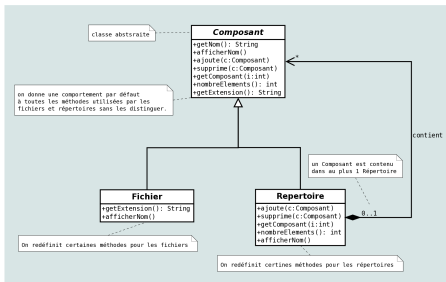 classe abstsraite
Composant
+getNom(): String
+afficherNom()
+ajoute(c:Composant)
+supprime(c:Composant)
+getComposant(i:int)
+nombreElements(): int
+getExtension(): String
*
on donne une comportement par défaut
à toutes les méthodes utilisées par les
fichiers et répertoires sans les distinguer.
contient
un Composant est contenu
dans au plus 1 Répertoire
Fichier
+getExtension(): String
+afficherNom()
Repertoire
+ajoute(c:Composant)
+supprime(c:Composant)
+getComposant(i:int)
+nombreElements(): int
+afficherNom()
0..1
On redéfinit certaines méthodes pour les fichiers
On redéfinit certines méthodes pour les répertoires